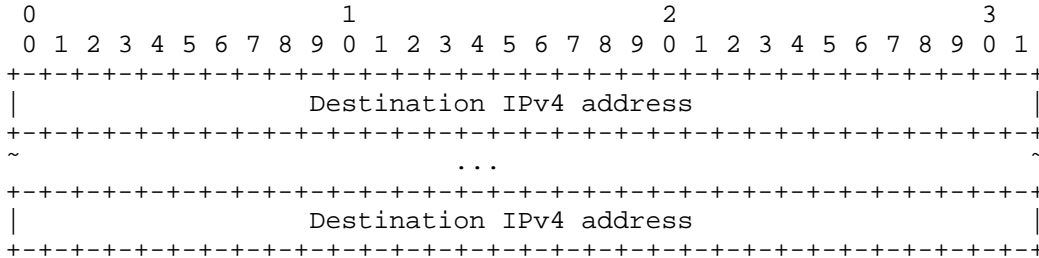 0                   1                   2                   3
 0 1 2 3 4 5 6 7 8 9 0 1 2 3 4 5 6 7 8 9 0 1 2 3 4 5 6 7 8 9 0 1
+-+-+-+-+-+-+-+-+-+-+-+-+-+-+-+-+-+-+-+-+-+-+-+-+-+-+-+-+-+-+-+-+
|                  Destination IPv4 address                     |
+-+-+-+-+-+-+-+-+-+-+-+-+-+-+-+-+-+-+-+-+-+-+-+-+-+-+-+-+-+-+-+-+
~                           ...                                 ~
+-+-+-+-+-+-+-+-+-+-+-+-+-+-+-+-+-+-+-+-+-+-+-+-+-+-+-+-+-+-+-+-+
|                  Destination IPv4 address                     |
+-+-+-+-+-+-+-+-+-+-+-+-+-+-+-+-+-+-+-+-+-+-+-+-+-+-+-+-+-+-+-+-+